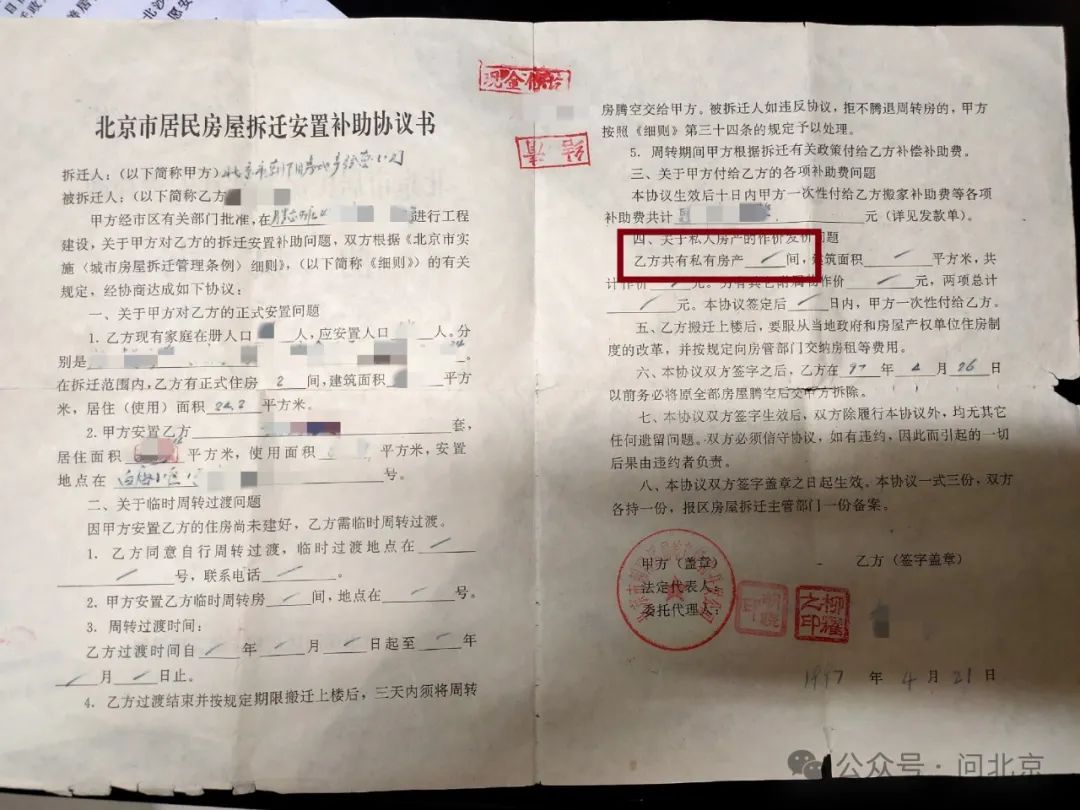 现金
结清
北京市居民房屋拆迁安置补助协议书
拆迁人:(以下简称甲方)北京市朝阳房地产经营公司
被拆迁人:(以下简称乙方
甲方经市区有关部门批准,在 进行工程
建设,关于甲方对乙方的拆迁安置补助问题,双方根据《北京市实
施〈城市房屋拆迁管理条例〉细则》,(以下简称《细则》)的有关
规定,经协商达成如下协议:
一、关于甲方对乙方的正式安置问题
1.乙方现有家庭在册人口 人,应安置人口 人。分
别是 。
在拆迁范围内,乙方有正式住房 2 间,建筑面积 平方
米,居住(使用)面积 24.2 平方米。
2.甲方安置乙方 套,
居住面积 平方米,使用面积 平方米,安置
地点在 小区 号。
二、关于临时周转过渡问题
因甲方安置乙方的住房尚未建好,乙方需临时周转过渡。
1. 乙方同意自行周转过渡,临时过渡地点在 /
/ 号,联系电话 / 。
2. 甲方安置乙方临时周转房 / 间,地点在 / 号。
3. 周转过渡时间:
乙方过渡时间自 / 年 / 月 / 日起至 / 年
/ 月 / 日止。
4. 乙方过渡结束并按规定期限搬迁上楼后,三天内须将周转
房腾空交给甲方。被拆迁人如违反协议,拒不腾退周转房的,甲方
按照《细则》第三十四条的规定予以处理。
5. 周转期间甲方根据拆迁有关政策付给乙方补偿补助费。
三、关于甲方付给乙方的各项补助费问题
本协议生效后十日内甲方一次性付给乙方搬家补助费等各项
补助费共计 元(详见发款单)。
四、关于私人房产的作价及价问题
乙方共有私有房产 / 间,建筑面积 / 平方米,共
计作价 / 元。另有其它附属物作价 / 元,两项总计
/ 元。本协议签定后 / 日内,甲方一次性付给乙方。
五、乙方搬迁上楼后,要服从当地政府和房屋产权单位住房制
度的改革,并按规定向房管部门交纳房租等费用。
六、本协议双方签字之后,乙方在 97 年 4 月 26 日
以前务必将原全部房屋腾空后交甲方拆除。
七、本协议双方签字生效后,双方除履行本协议外,均无其它
任何遗留问题。双方必须信守协议,如有违约,因此而引起的一切
后果由违约者负责。
八、本协议双方签字盖章之日起生效。本协议一式三份,双方
各持一份,报区房屋拆迁主管部门一份备案。
甲方(盖章) 乙方(签字盖章)
法定代表人:
委托代理人:
柳耀之印
1997 年 4 月 21 日
公众号·问北京